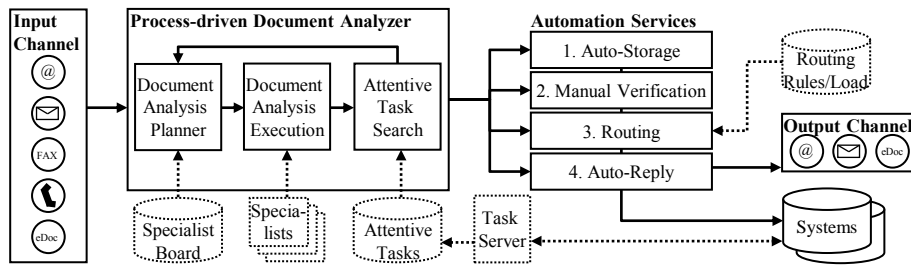 Input
Channel
@
FAX
eDoc
Process-driven Document Analyzer
Document
Analysis
Planner
Document
Analysis
Execution
Attentive
Task
Search
Specialist
Board
Specia-
lists
Attentive
Tasks
Task
Server
Automation Services
1. Auto-Storage
2. Manual Verification
3. Routing
4. Auto-Reply
Routing
Rules/Load
Output Channel
@
eDoc
Systems